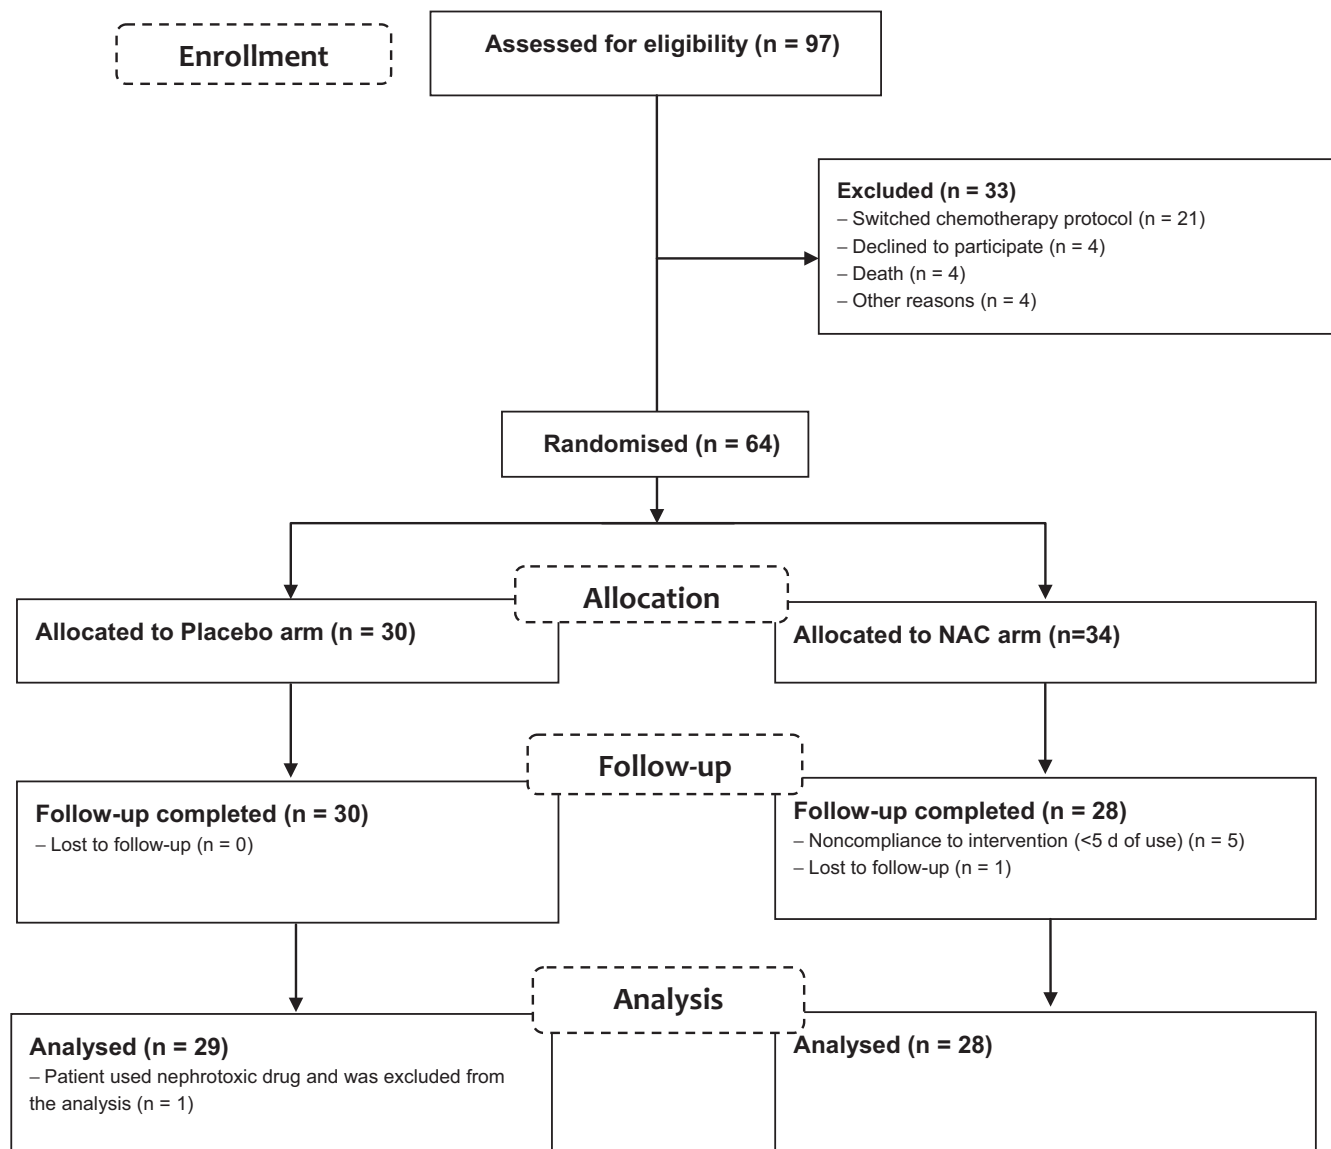 Enrollment
Assessed for eligibility (n = 97)
Excluded (n = 33)
– Switched chemotherapy protocol (n = 21)
– Declined to participate (n = 4)
– Death (n = 4)
– Other reasons (n = 4)
Randomised (n = 64)
Allocation
Allocated to Placebo arm (n = 30)
Allocated to NAC arm (n=34)
Follow-up
Follow-up completed (n = 30)
– Lost to follow-up (n = 0)
Follow-up completed (n = 28)
– Noncompliance to intervention (<5 d of use) (n = 5)
– Lost to follow-up (n = 1)
Analysis
Analysed (n = 29)
– Patient used nephrotoxic drug and was excluded from
the analysis (n = 1)
Analysed (n = 28)